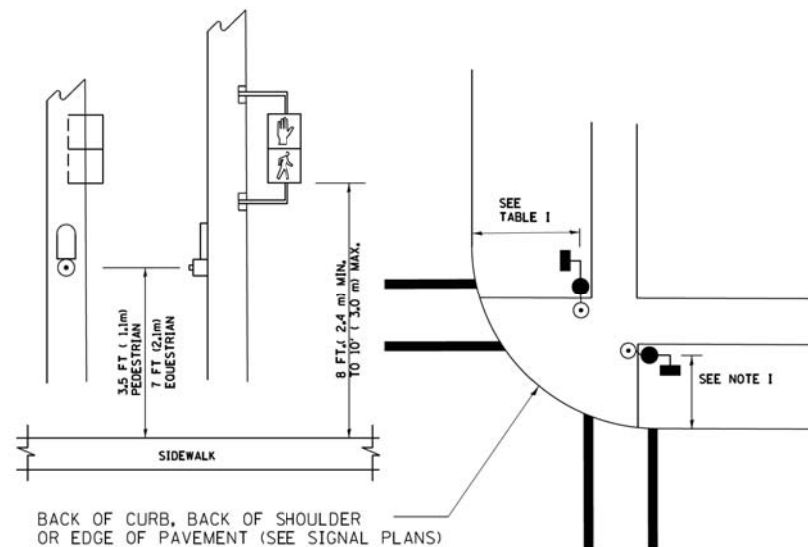 SEE
TABLE I
3.5 FT ( 1.1m)
PEDESTRIAN
7 FT (2.1m)
EQUESTRIAN
8 FT.( 2.4 m) MIN.
TO 10' ( 3.0 m) MAX.
SEE NOTE I
SIDEWALK
BACK OF CURB, BACK OF SHOULDER
OR EDGE OF PAVEMENT (SEE SIGNAL PLANS)